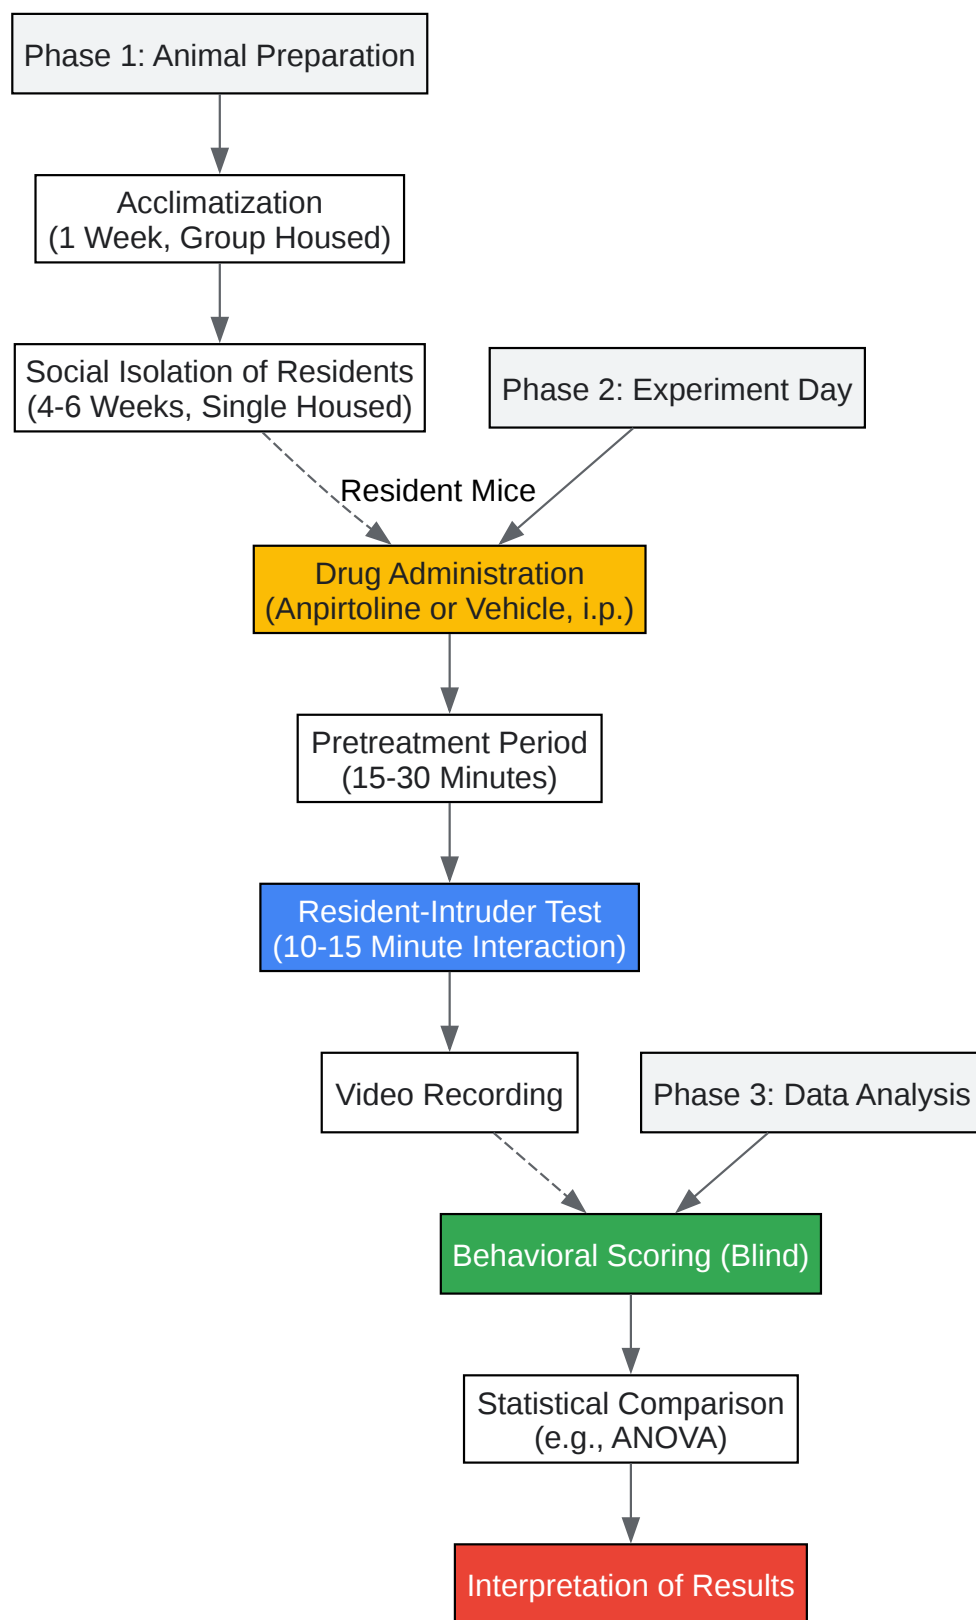 Phase 1: Animal Preparation
Acclimatization
(1 Week, Group Housed)
Social Isolation of Residents
(4-6 Weeks, Single Housed)
Phase 2: Experiment Day
Resident Mice
Drug Administration
(Anpirtoline or Vehicle, i.p.)
Pretreatment Period
(15-30 Minutes)
Resident-Intruder Test
(10-15 Minute Interaction)
Video Recording
Phase 3: Data Analysis
Behavioral Scoring (Blind)
Statistical Comparison
(e.g., ANOVA)
Interpretation of Results